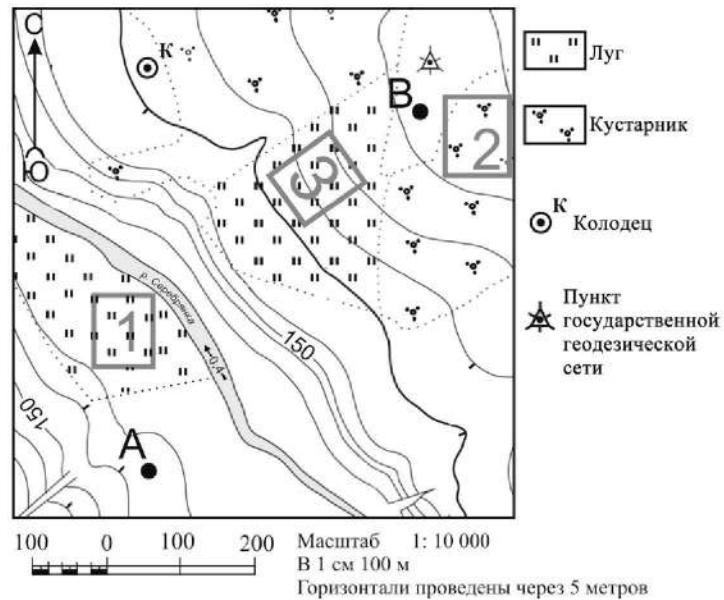 С
Ю
К
В
2
3
р. Серебрянка
1
0,4
150
150
А
Луг
Кустарник
К
Колодец
Пункт
государственной
геодезической
сети
100 0 100 200
Масштаб 1: 10 000
В 1 см 100 м
Горизонтали проведены через 5 метров